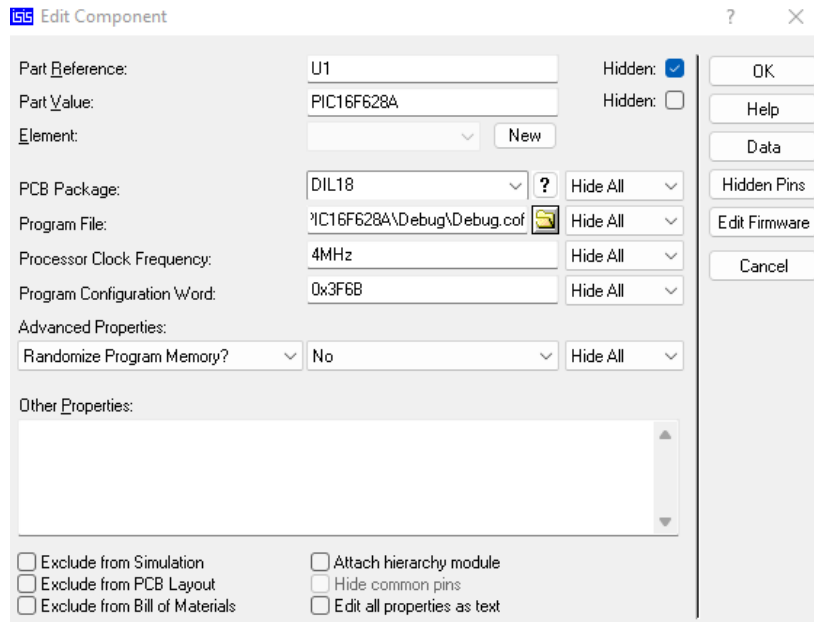 isis Edit Component ? ×
Part Reference: U1 Hidden: OK
Part Value: PIC16F628A Hidden: Help
Element: New Data
PCB Package: DIL18 ? Hide All Hidden Pins
Program File: PIC16F628A\Debug\Debug.cof Hide All Edit Firmware
Processor Clock Frequency: 4MHz Hide All Cancel
Program Configuration Word: 0x3F6B Hide All
Advanced Properties:
Randomize Program Memory? No Hide All
Other Properties:
Exclude from Simulation Attach hierarchy module
Exclude from PCB Layout Hide common pins
Exclude from Bill of Materials Edit all properties as text